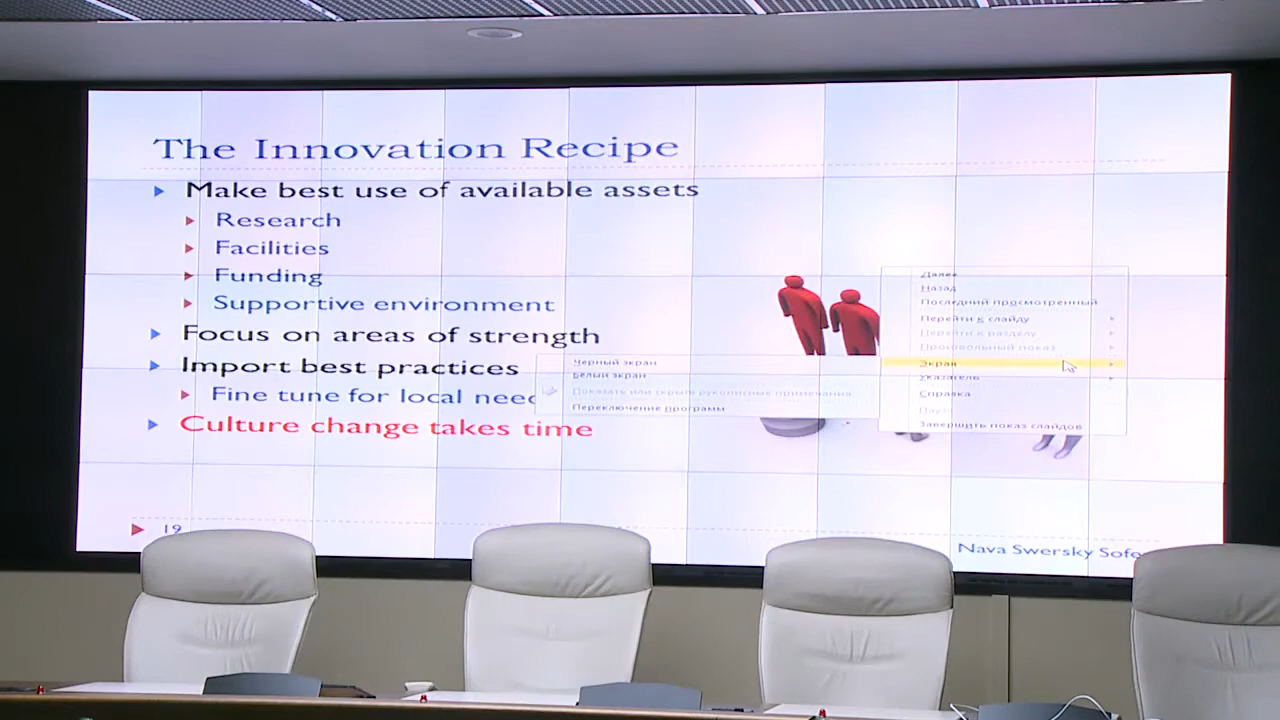 The Innovation Recipe
Make best use of available assets
Research
Facilities
Funding
Supportive environment
Focus on areas of strength
Import best practices
Fine tune for local
Culture change takes time
19
Nava Swersky
Далее
Назад
Последний просмотренный
Перейти к слайду
Перейти к разделу
Произвольный показ
Экран
Указатель
Справка
Завершить показ слайдов
Черный экран
Белый экран
Показать или скрыть рукописные примечания
Переключение программ